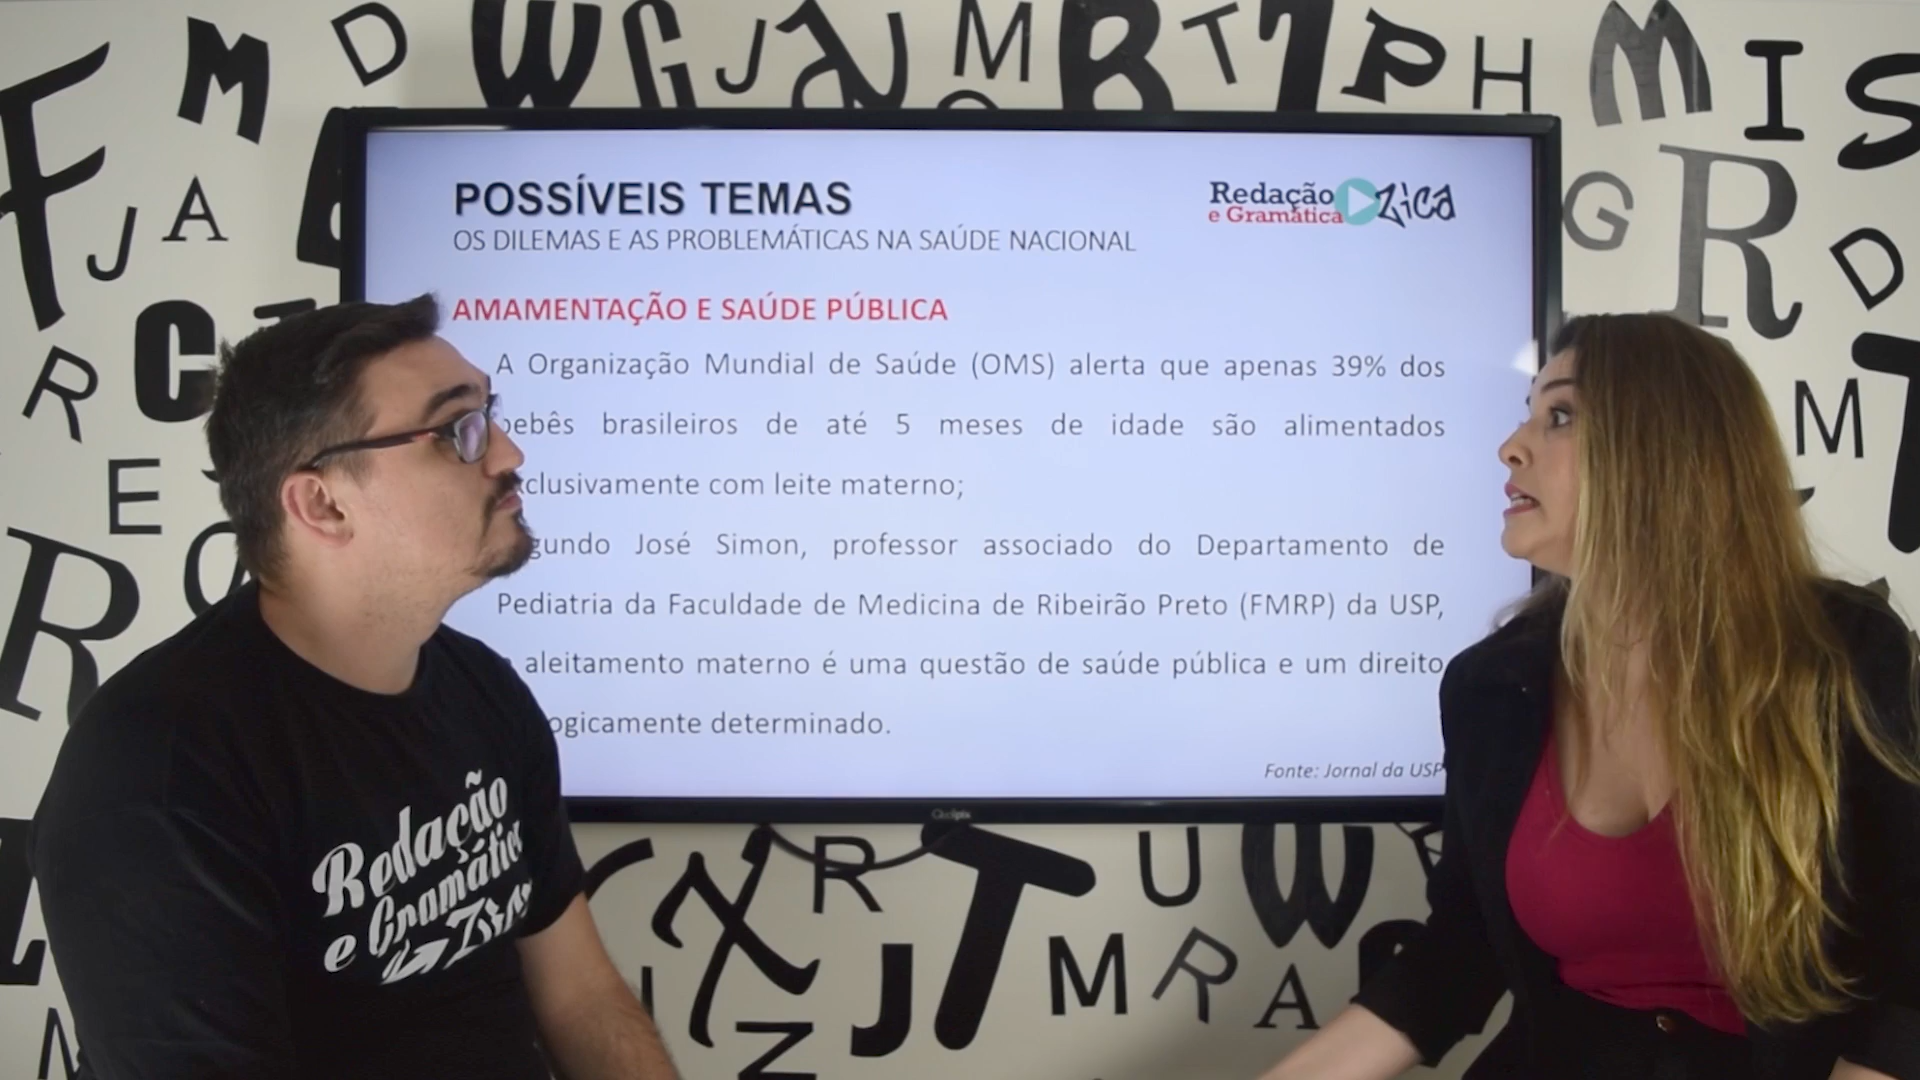 POSSÍVEIS TEMAS
OS DILEMAS E AS PROBLEMÁTICAS NA SAÚDE NACIONAL
Redação
e Gramática
Zica
AMAMENTAÇÃO E SAÚDE PÚBLICA
A Organização Mundial de Saúde (OMS) alerta que apenas 39% dos
bebês brasileiros de até 5 meses de idade são alimentados
clusivamente com leite materno;
gundo José Simon, professor associado do Departamento de
Pediatria da Faculdade de Medicina de Ribeirão Preto (FMRP) da USP,
aleitamento materno é uma questão de saúde pública e um direito
ogicamente determinado.
Fonte: Jornal da USP
Redação
e Gramática
Zica